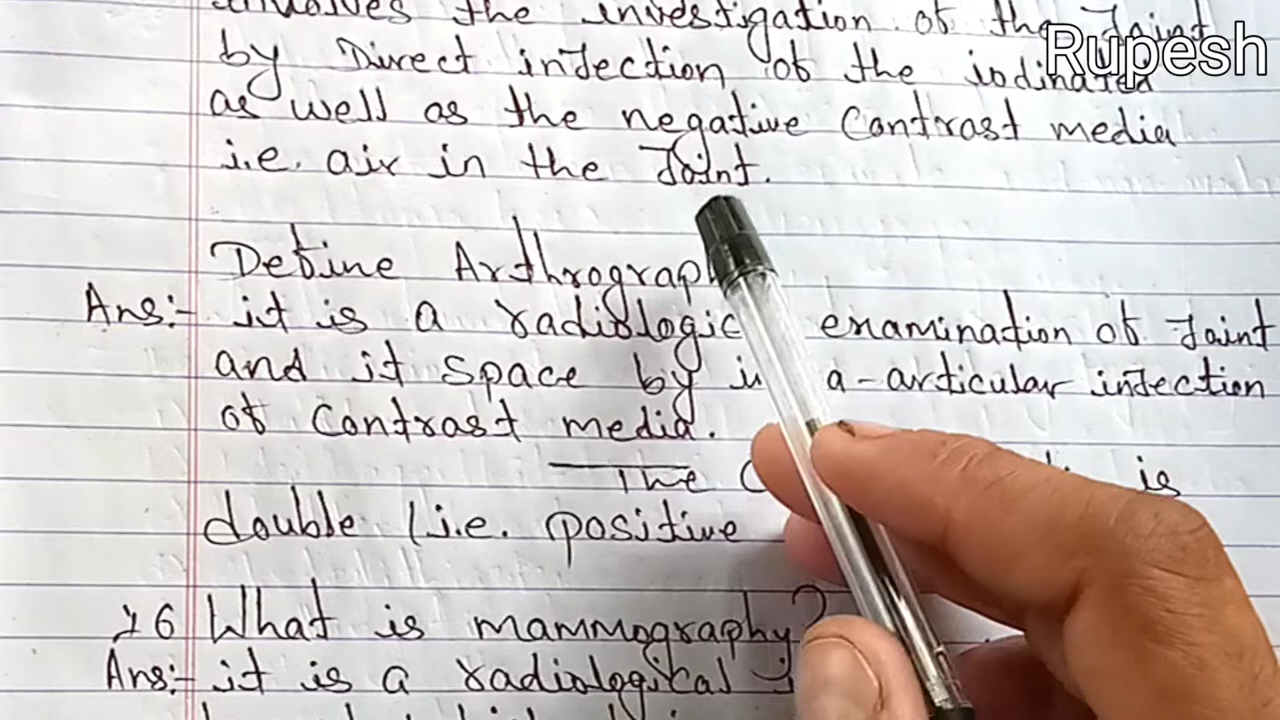 the investigation of the Joint
Rupesh
by Direct injection of the iodinated
as well as the negative Contrast media
i.e. air in the Joint.
Define
Ans:- it is a radiologic examination of Joint
and it space by articular injection
of Contrast media.
The is
double (i.e. positive
16 What is mammography?
Ans:- it is a radiological